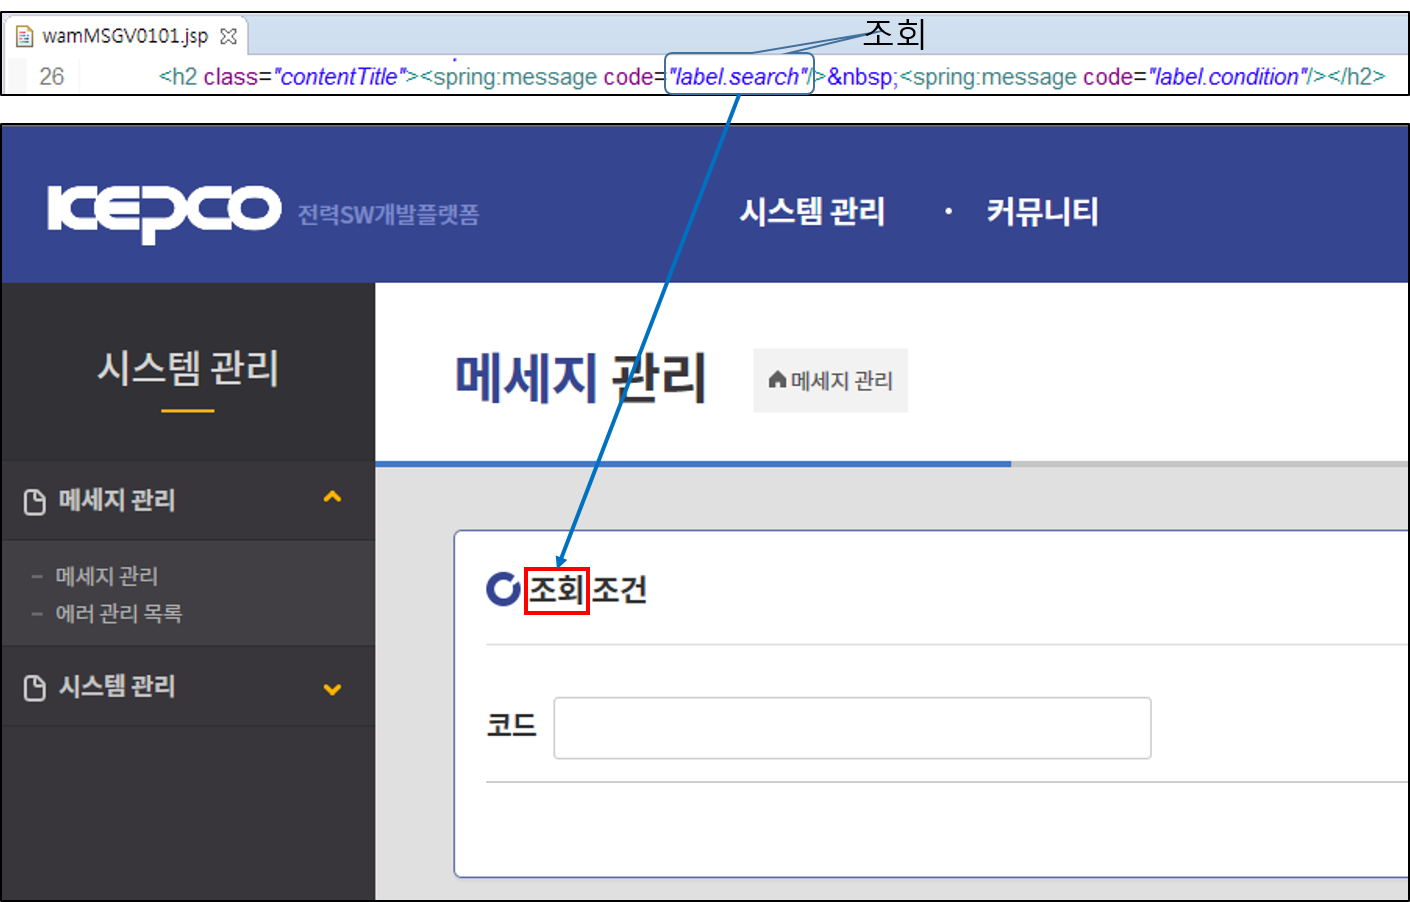 wamMSGV0101.jsp
조회
26 <h2 class="contentTitle"><spring:message code="label.search"/>&nbsp;<spring:message code="label.condition"/></h2>
KEPCO 전력SW개발플랫폼 시스템 관리 · 커뮤니티
시스템 관리
메세지 관리 메세지 관리
메세지 관리
- 메세지 관리
- 에러 관리 목록
시스템 관리
조회 조건
코드